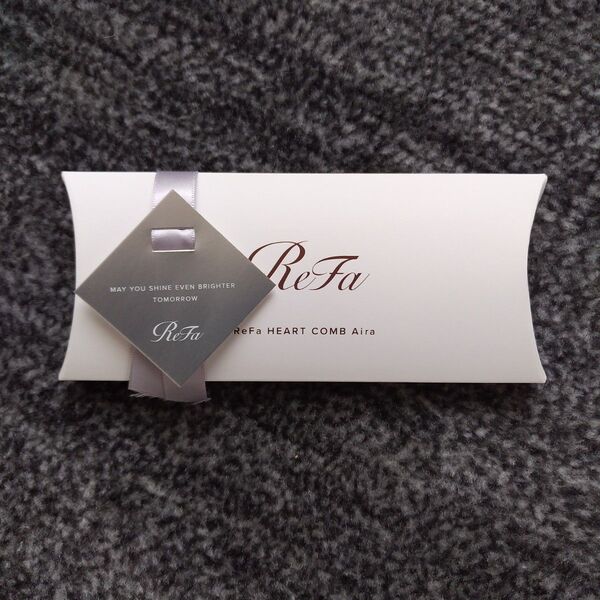 ReFa
ReFa HEART COMB Aira
MAY YOU SHINE EVEN BRIGHTER
TOMORROW
ReFa